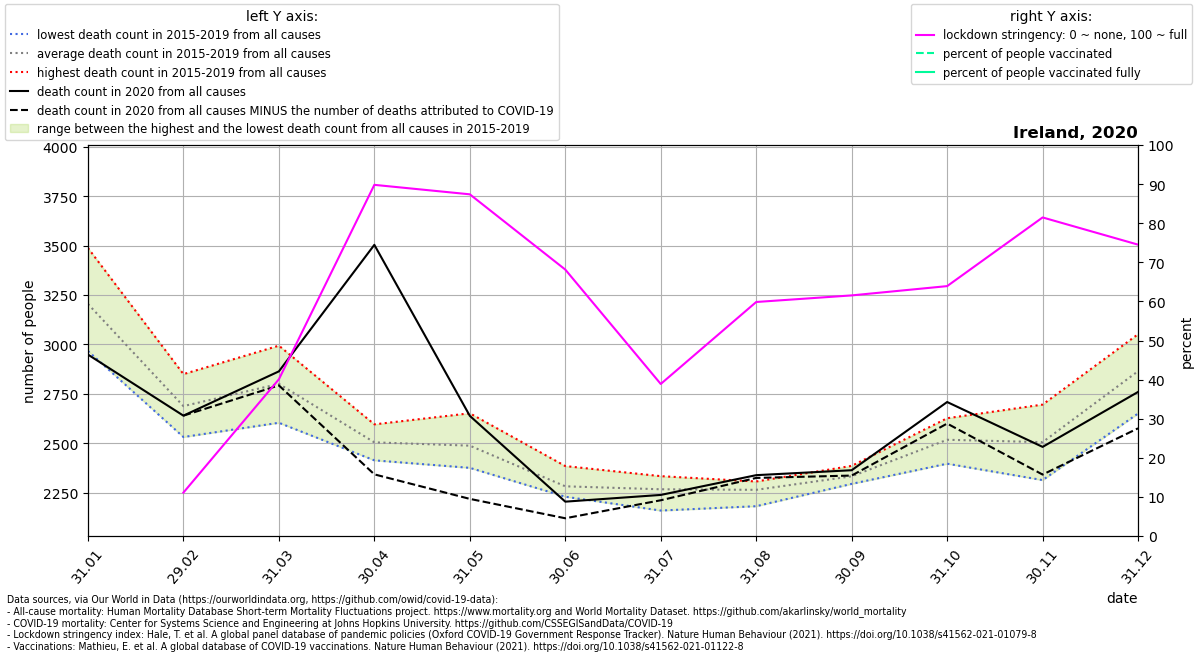 left Y axis:
lowest death count in 2015-2019 from all causes
average death count in 2015-2019 from all causes
highest death count in 2015-2019 from all causes
death count in 2020 from all causes
death count in 2020 from all causes MINUS the number of deaths attributed to COVID-19
range between the highest and the lowest death count from all causes in 2015-2019
right Y axis:
lockdown stringency: 0 ~ none, 100 ~ full
percent of people vaccinated
percent of people vaccinated fully
Ireland, 2020
number of people
4000
3750
3500
3250
3000
2750
2500
2250
100
90
80
70
60
50
40
30
20
10
0
percent
31.01
29.02
31.03
30.04
31.05
30.06
31.07
31.08
30.09
31.10
30.11
31.12
date
Data sources, via Our World in Data (https://ourworldindata.org, https://github.com/owid/covid-19-data):
- All-cause mortality: Human Mortality Database Short-term Mortality Fluctuations project. https://www.mortality.org and World Mortality Dataset. https://github.com/akarlinsky/world_mortality
- COVID-19 mortality: Center for Systems Science and Engineering at Johns Hopkins University. https://github.com/CSSEGISandData/COVID-19
- Lockdown stringency index: Hale, T. et al. A global panel database of pandemic policies (Oxford COVID-19 Government Response Tracker). Nature Human Behaviour (2021). https://doi.org/10.1038/s41562-021-01079-8
- Vaccinations: Mathieu, E. et al. A global database of COVID-19 vaccinations. Nature Human Behaviour (2021). https://doi.org/10.1038/s41562-021-01122-8